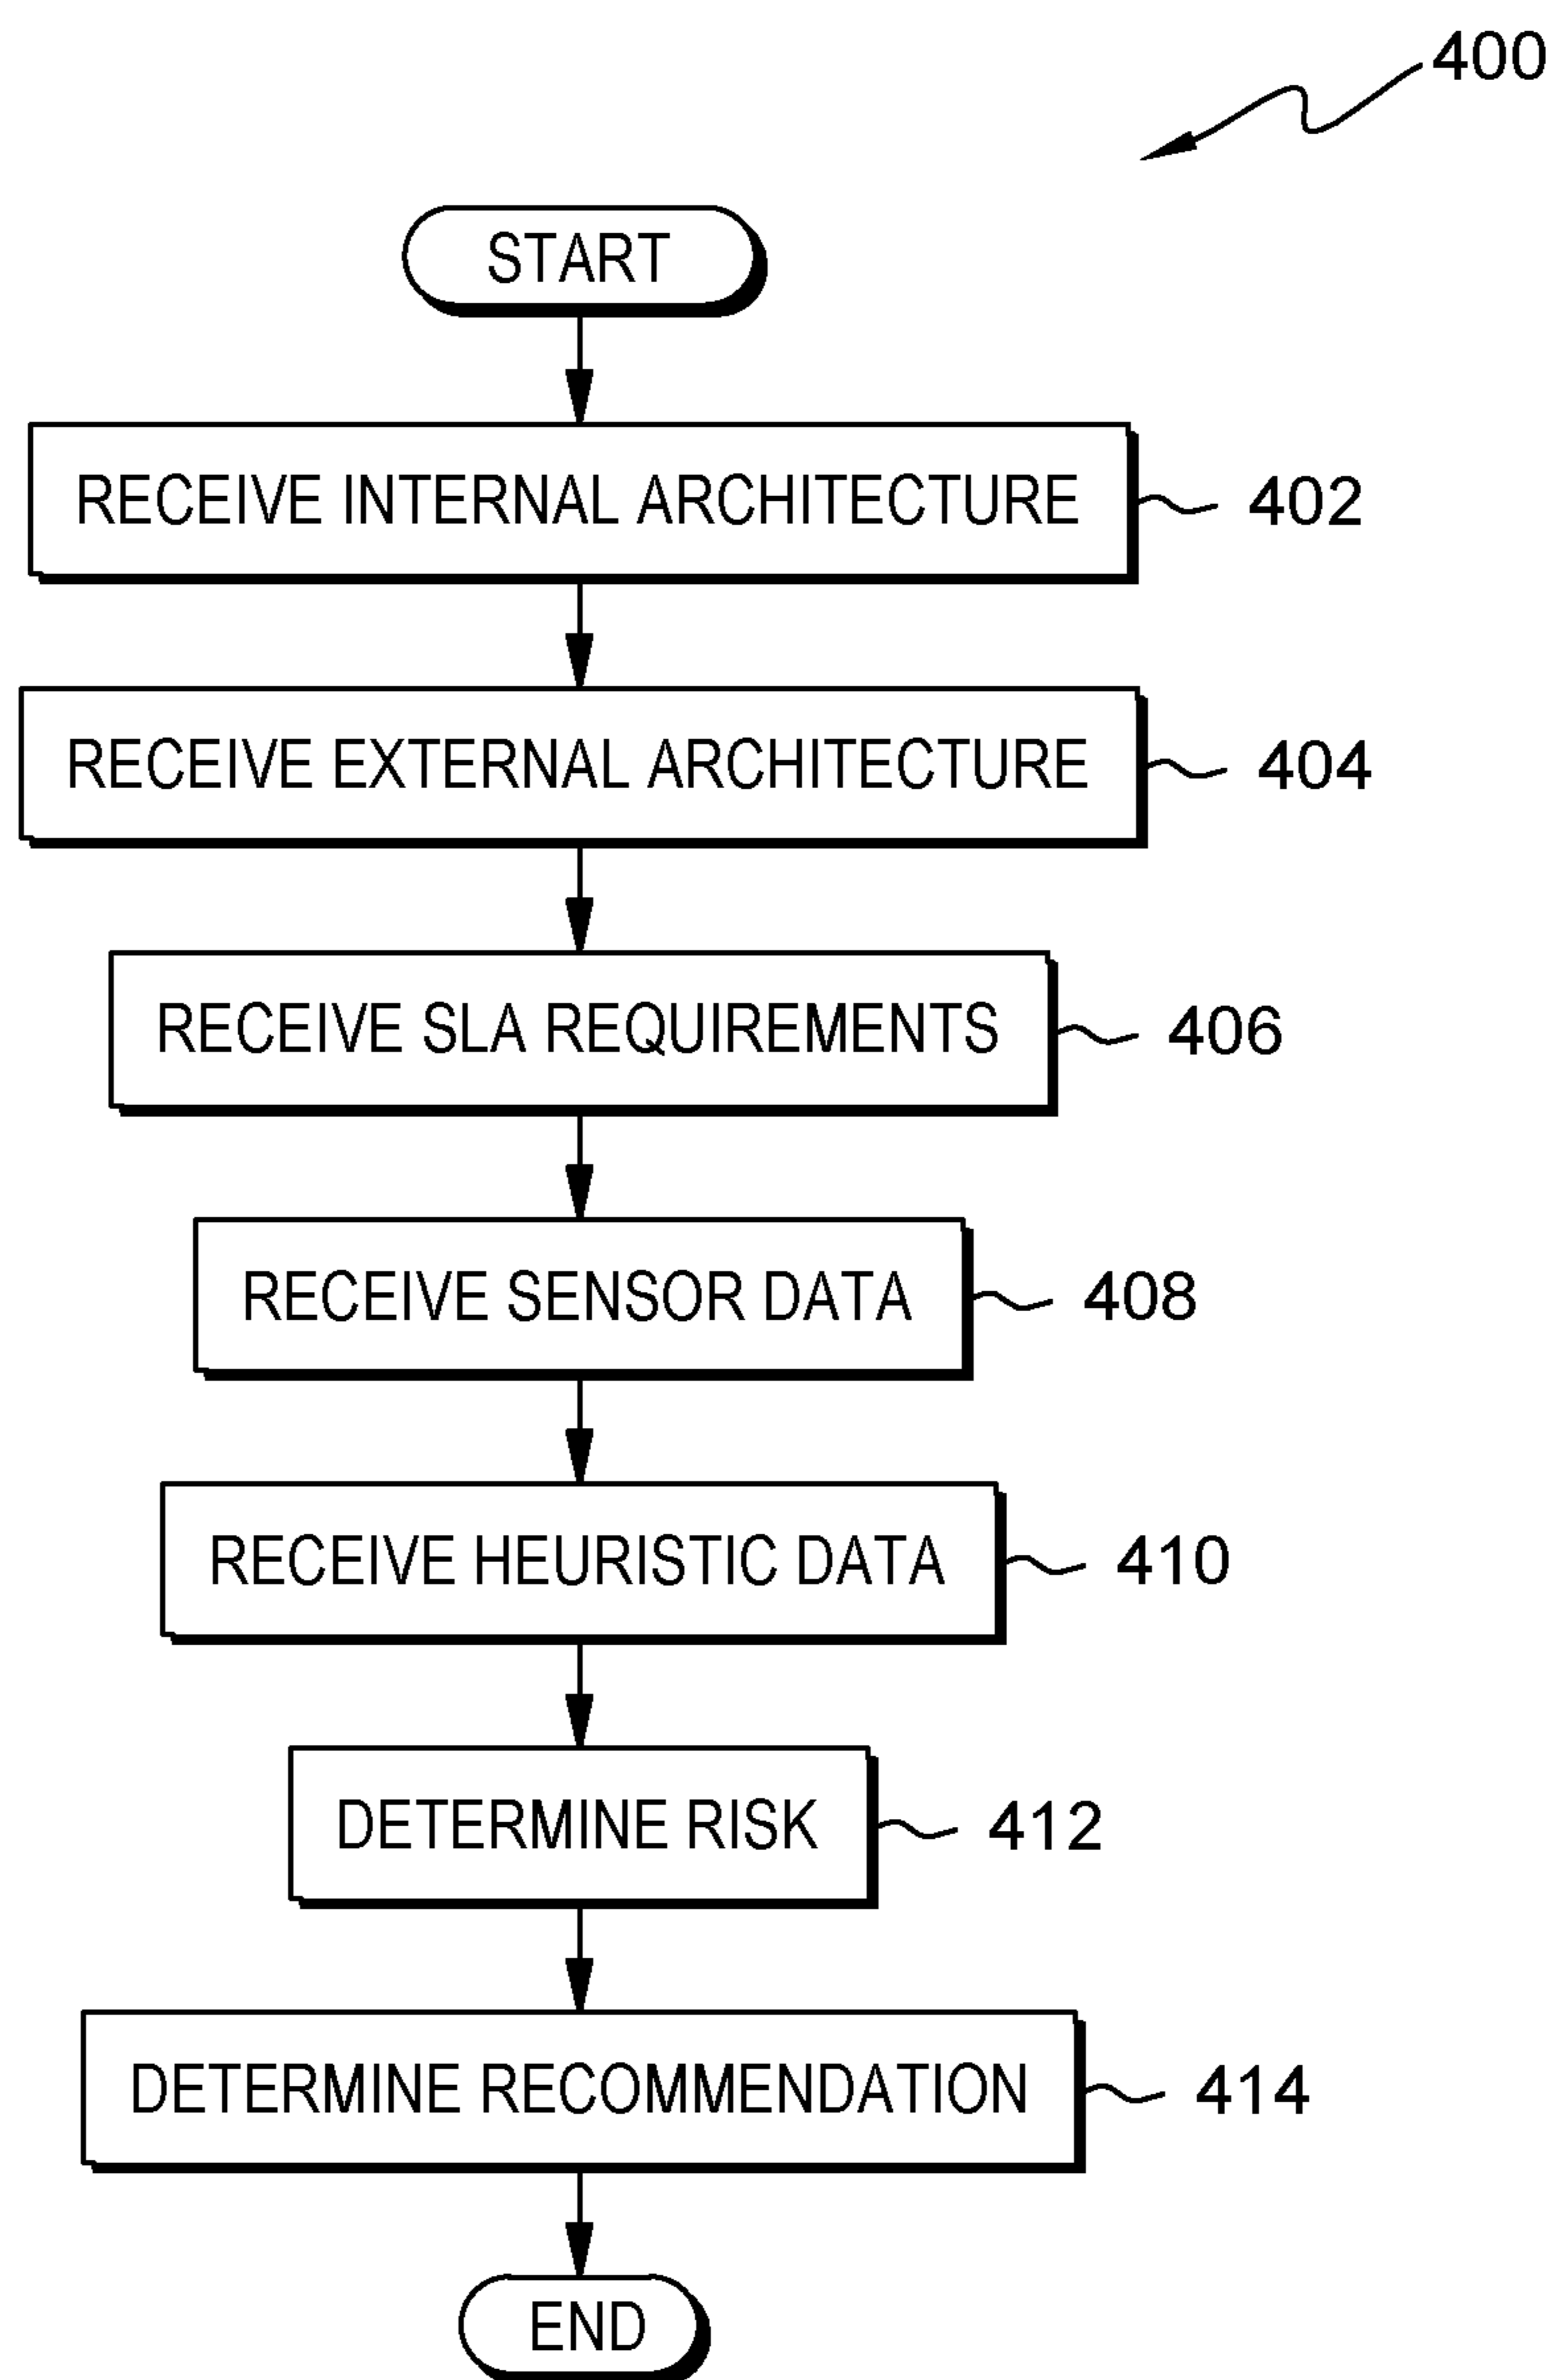 400
START
RECEIVE INTERNAL ARCHITECTURE 402
RECEIVE EXTERNAL ARCHITECTURE 404
RECEIVE SLA REQUIREMENTS 406
RECEIVE SENSOR DATA 408
RECEIVE HEURISTIC DATA 410
DETERMINE RISK 412
DETERMINE RECOMMENDATION 414
END